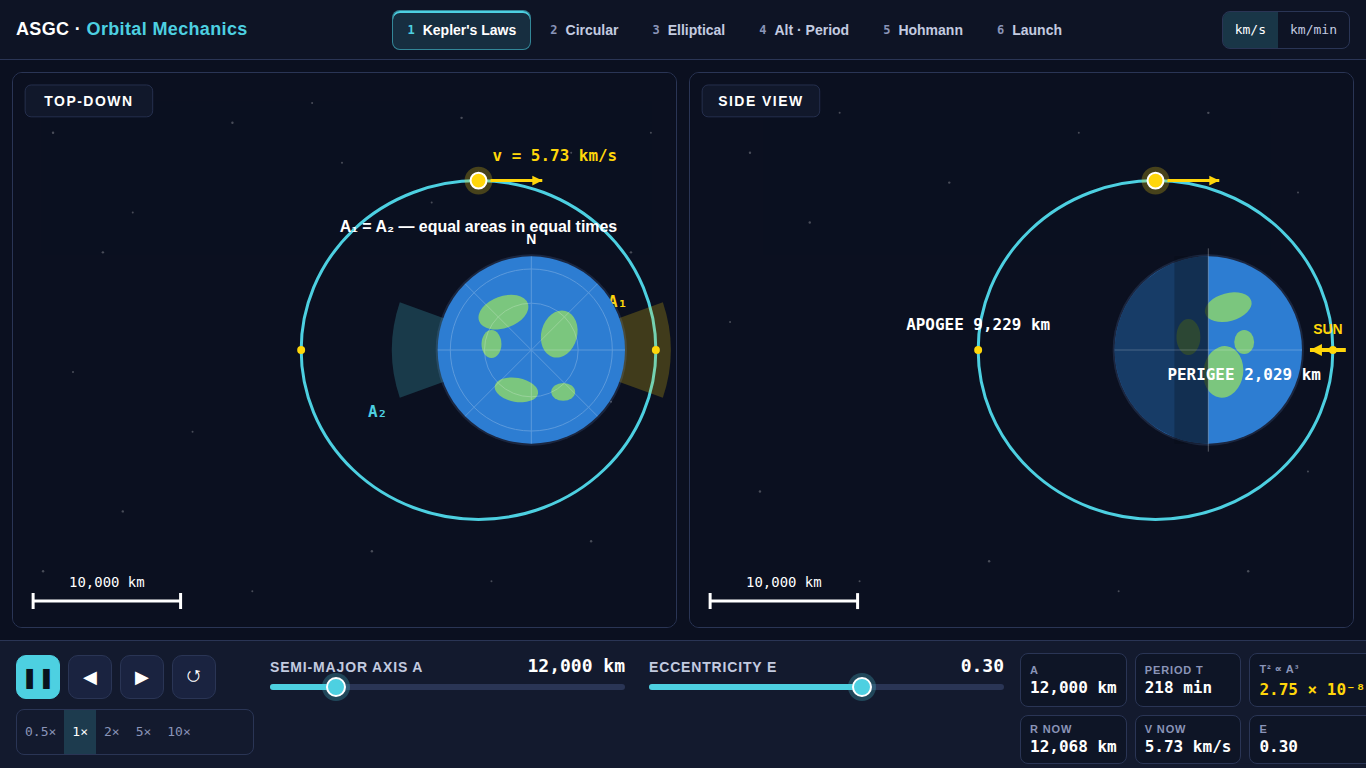 ASGC · Orbital Mechanics
1 Kepler's Laws
2 Circular
3 Elliptical
4 Alt · Period
5 Hohmann
6 Launch
km/s
km/min
TOP-DOWN
v = 5.73 km/s
A₁ = A₂ — equal areas in equal times
N
A₁
A₂
10,000 km
SIDE VIEW
APOGEE 9,229 km
SUN
PERIGEE 2,029 km
10,000 km
0.5×
1×
2×
5×
10×
SEMI-MAJOR AXIS A
12,000 km
ECCENTRICITY E
0.30
A
12,000 km
PERIOD T
218 min
T² ∝ A³
2.75 × 10⁻⁸
R NOW
12,068 km
V NOW
5.73 km/s
E
0.30